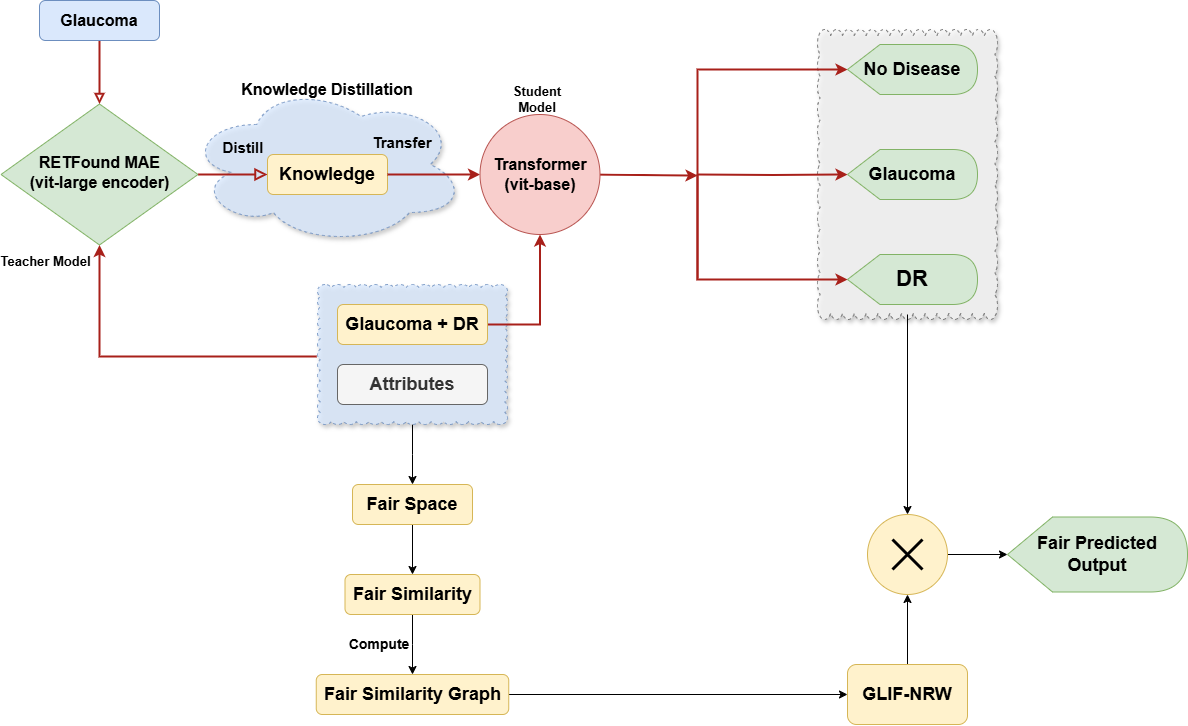 Glaucoma
Knowledge Distillation
Student
Model
No Disease
RETFound MAE
(vit-large encoder)
Distill
Transfer
Knowledge
Transformer
(vit-base)
Glaucoma
Teacher Model
DR
Glaucoma + DR
Attributes
Fair Space
Fair Similarity
Compute
Fair Similarity Graph
GLIF-NRW
Fair Predicted
Output